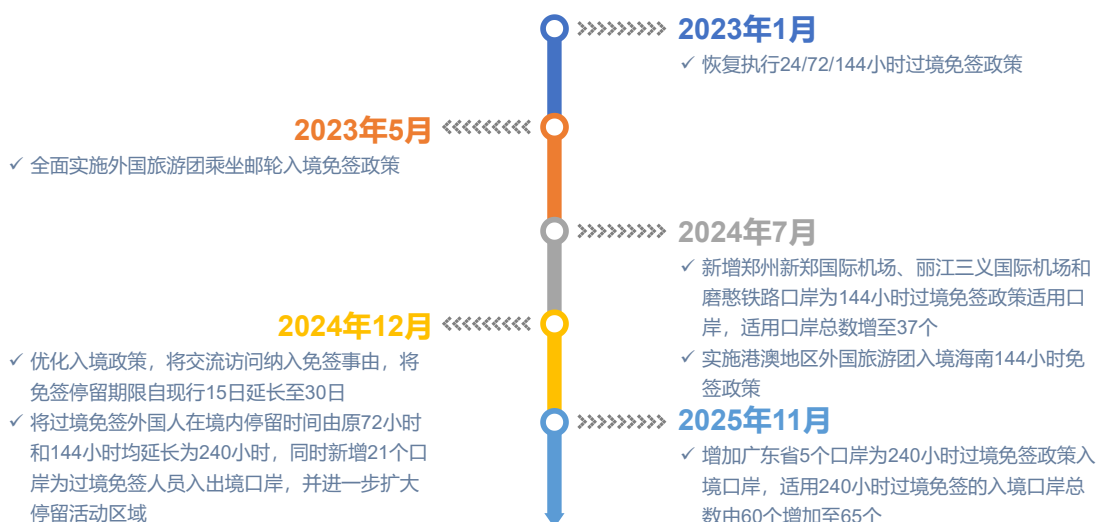 2023年1月
恢复执行24/72/144小时过境免签政策
2023年5月
全面实施外国旅游团乘坐邮轮入境免签政策
2024年7月
新增郑州新郑国际机场、丽江三义国际机场和
磨憨铁路口岸为144小时过境免签政策适用口
岸，适用口岸总数增至37个
实施港澳地区外国旅游团入境海南144小时免
签政策
2024年12月
优化入境政策，将交流访问纳入免签事由，将
免签停留期限自现行15日延长至30日
将过境免签外国人在境内停留时间由原72小时
和144小时均延长为240小时，同时新增21个口
岸为过境免签人员入出境口岸，并进一步扩大
停留活动区域
2025年11月
增加广东省5个口岸为240小时过境免签政策入
境口岸，适用240小时过境免签的入境口岸总
数由60个增加至65个